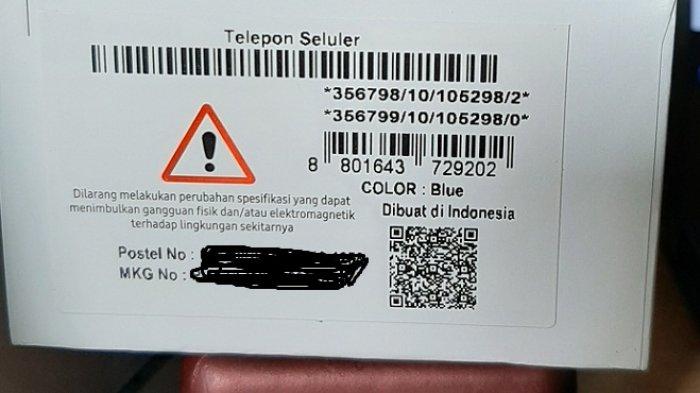 Telepon Seluler
*356798/10/105298/2*
*356799/10/105298/0*
8 801643 729202
COLOR : Blue
Dilarang melakukan perubahan spesifikasi yang dapat
menimbulkan gangguan fisik dan/atau elektromagnetik
terhadap lingkungan sekitarnya
Dibuat di Indonesia
Postel No :
MKG No :